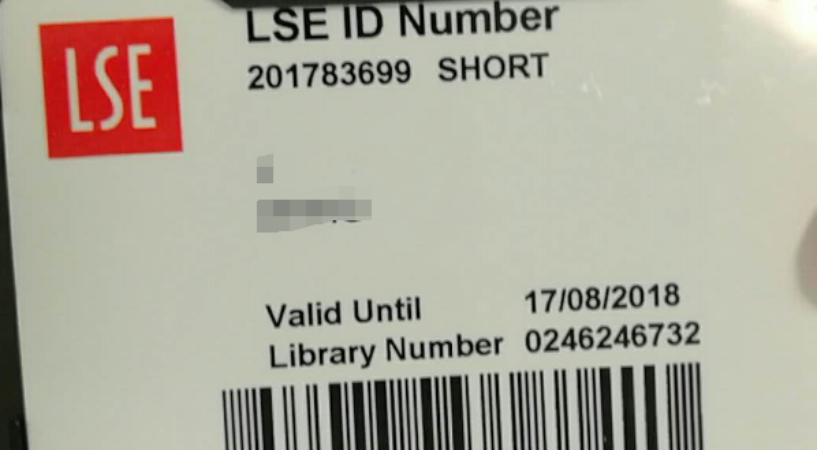 LSE
LSE ID Number
201783699 SHORT
Valid Until 17/08/2018
Library Number 0246246732